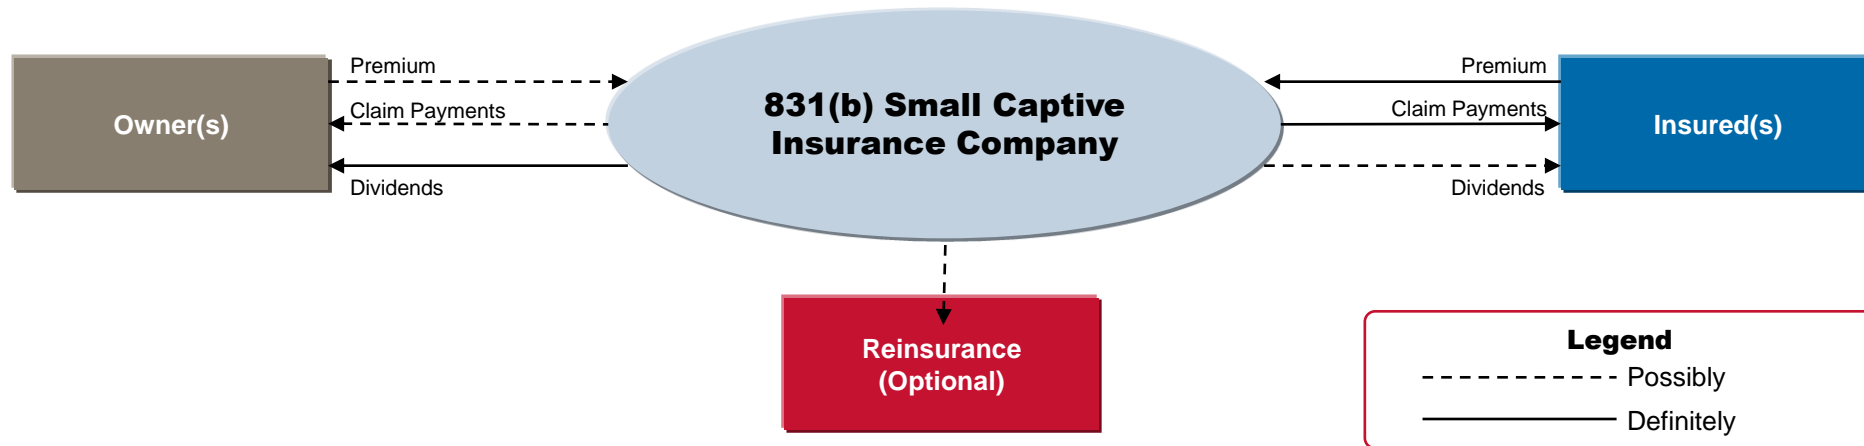 Premium
Claim Payments
Dividends
Owner(s)
831(b) Small Captive
Insurance Company
Premium
Claim Payments
Dividends
Insured(s)
Reinsurance
(Optional)
Legend
Possibly
Definitely